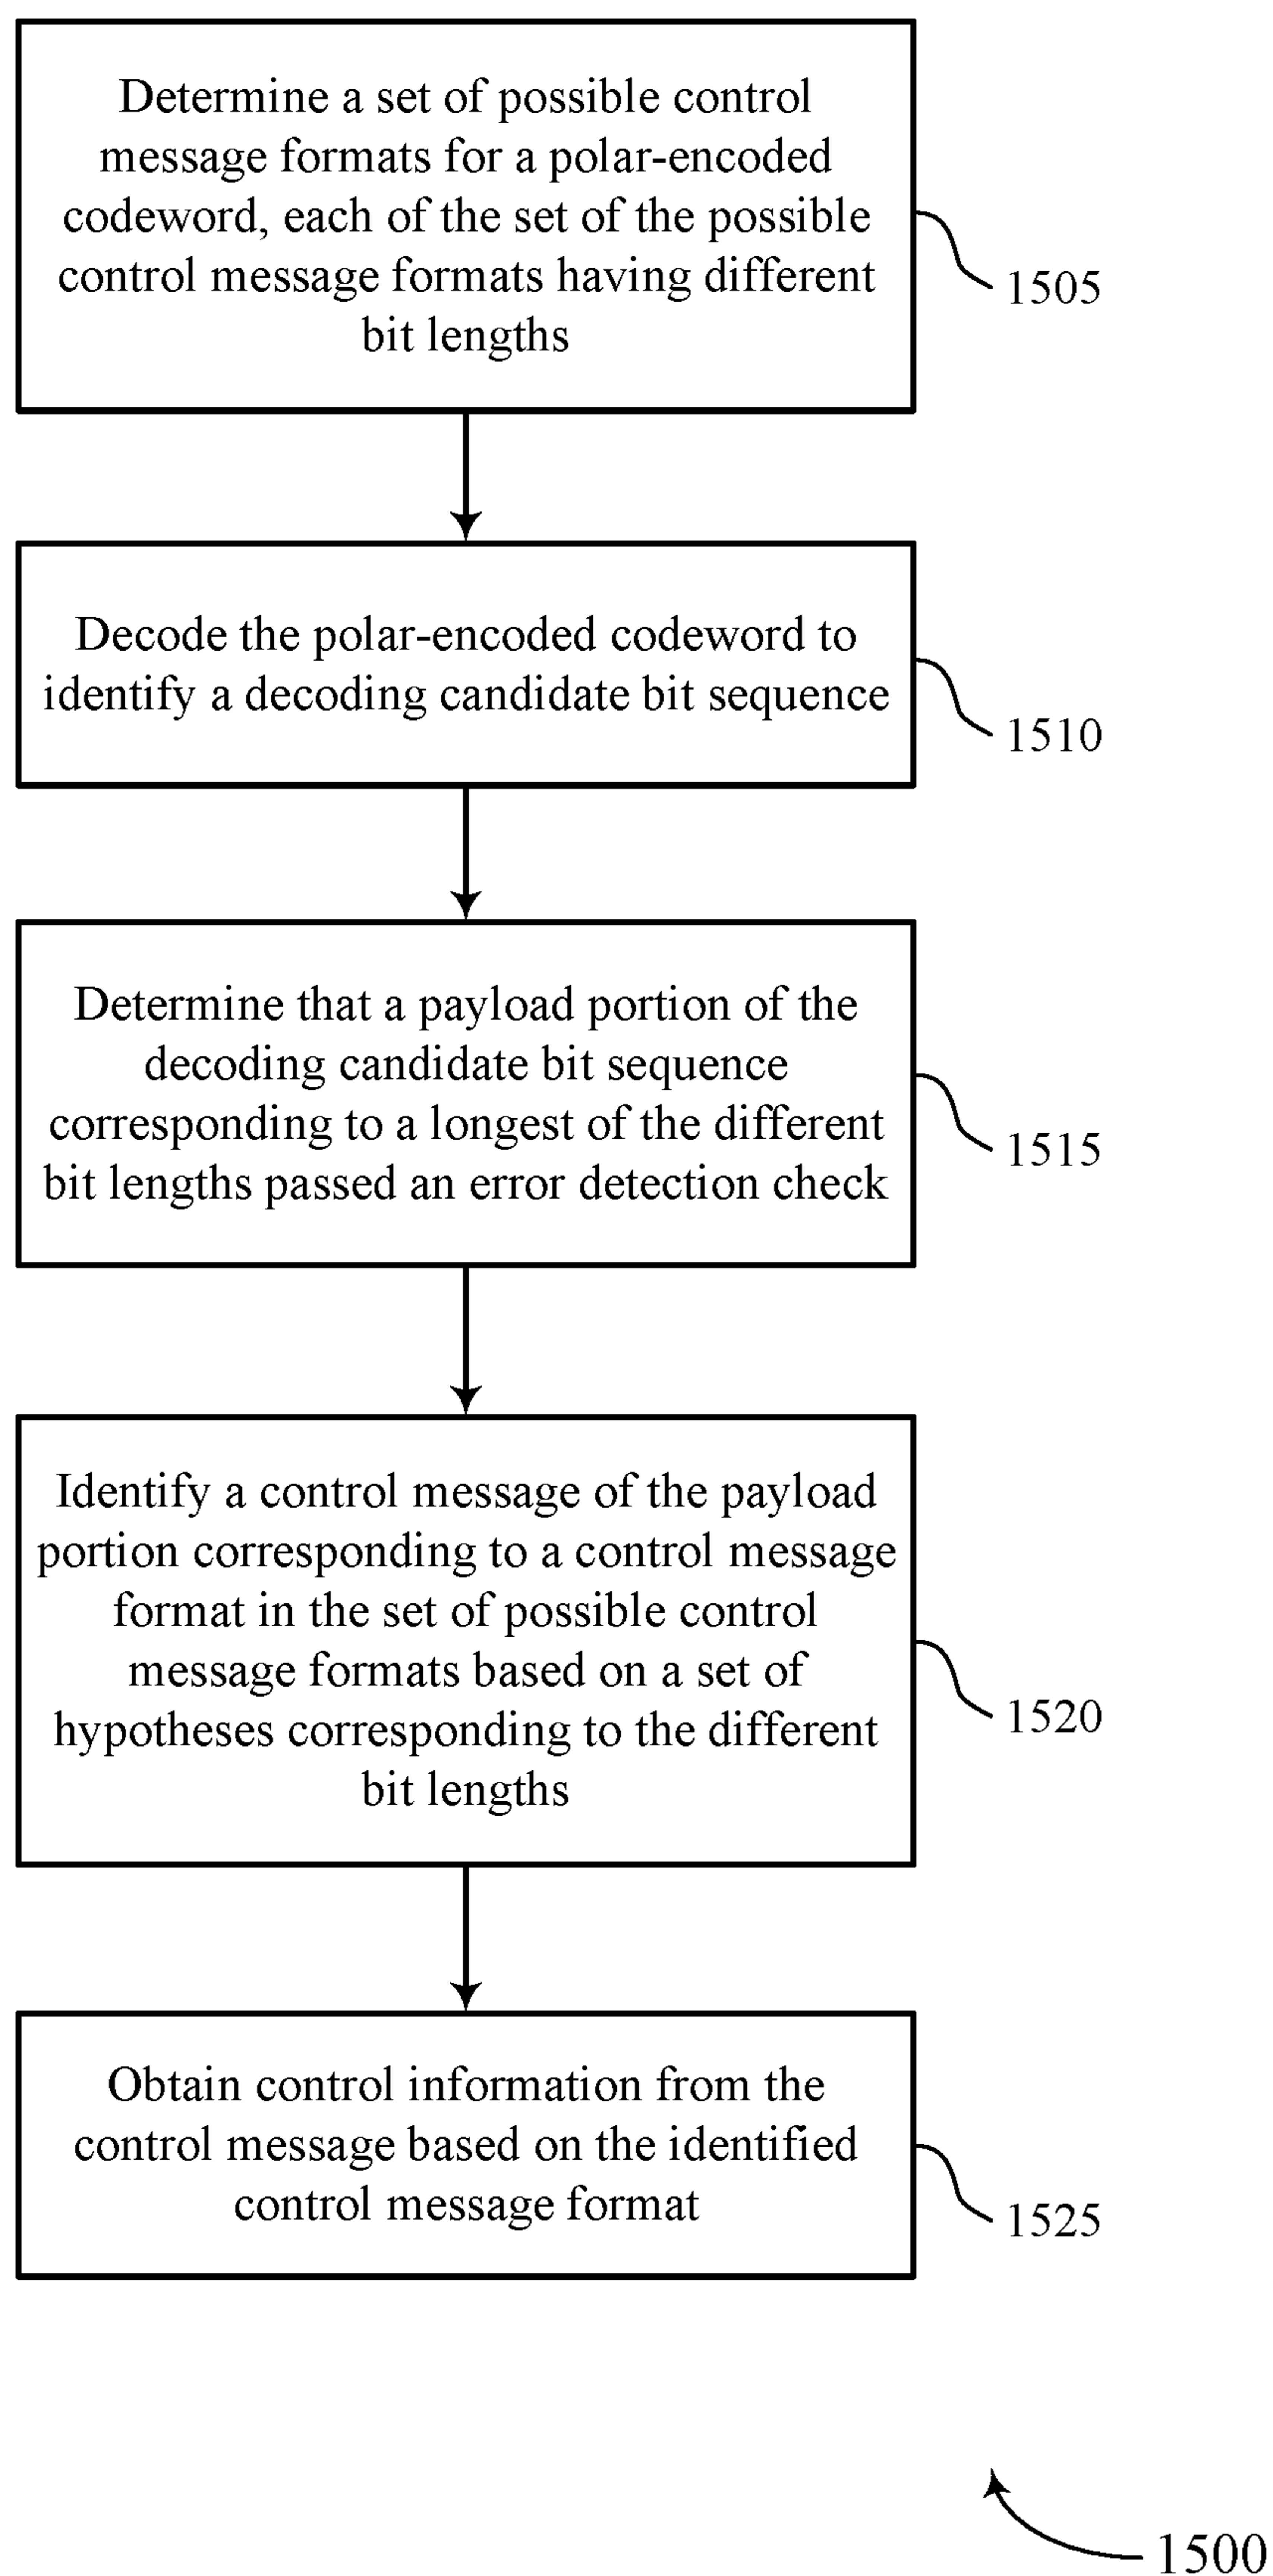 Determine a set of possible control
message formats for a polar-encoded
codeword, each of the set of the possible
control message formats having different
bit lengths
1505
Decode the polar-encoded codeword to
identify a decoding candidate bit sequence
1510
Determine that a payload portion of the
decoding candidate bit sequence
corresponding to a longest of the different
bit lengths passed an error detection check
1515
Identify a control message of the payload
portion corresponding to a control message
format in the set of possible control
message formats based on a set of
hypotheses corresponding to the different
bit lengths
1520
Obtain control information from the
control message based on the identified
control message format
1525
1500